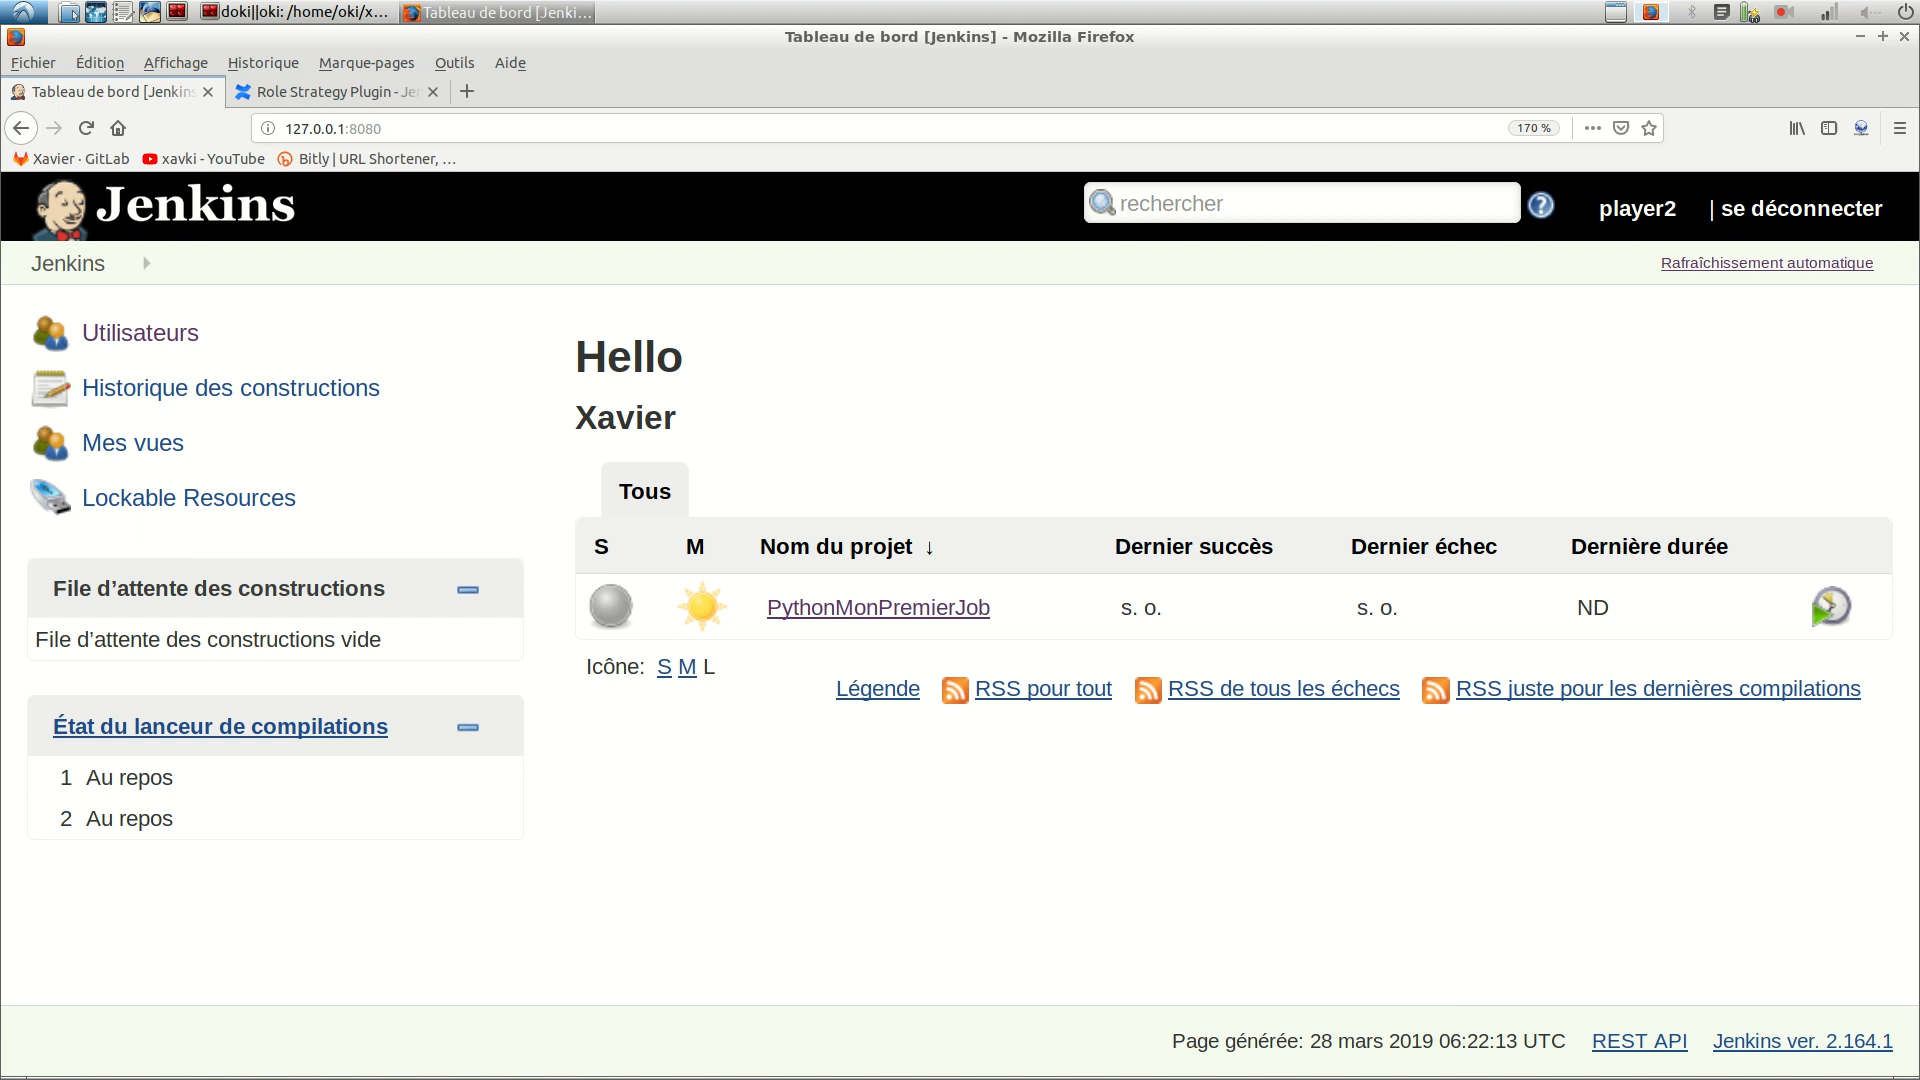 doki||oki: /home/oki/x...
Tableau de bord [Jenki...
Tableau de bord [Jenkins] - Mozilla Firefox
Fichier Édition Affichage Historique Marque-pages Outils Aide
Tableau de bord [Jenkins
Role Strategy Plugin - Jen
127.0.0.1:8080
170 %
Xavier · GitLab
xavki - YouTube
Bitly | URL Shortener, ...
Jenkins
rechercher
player2
| se déconnecter
Jenkins
Rafraîchissement automatique
Utilisateurs
Historique des constructions
Mes vues
Lockable Resources
File d’attente des constructions
File d’attente des constructions vide
État du lanceur de compilations
1 Au repos
2 Au repos
Hello
Xavier
Tous
S M Nom du projet ↓ Dernier succès Dernier échec Dernière durée
PythonMonPremierJob s. o. s. o. ND
Icône: S M L
Légende RSS pour tout RSS de tous les échecs RSS juste pour les dernières compilations
Page générée: 28 mars 2019 06:22:13 UTC REST API Jenkins ver. 2.164.1